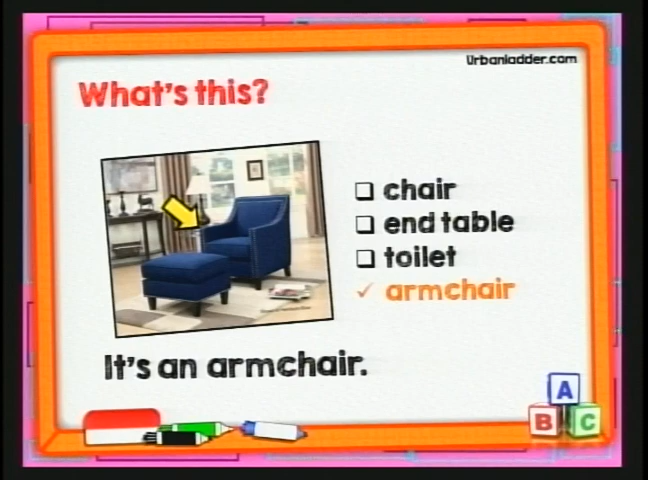 Urbanladder.com
What's this?
chair
end table
toilet
armchair
It's an armchair.
A
B C